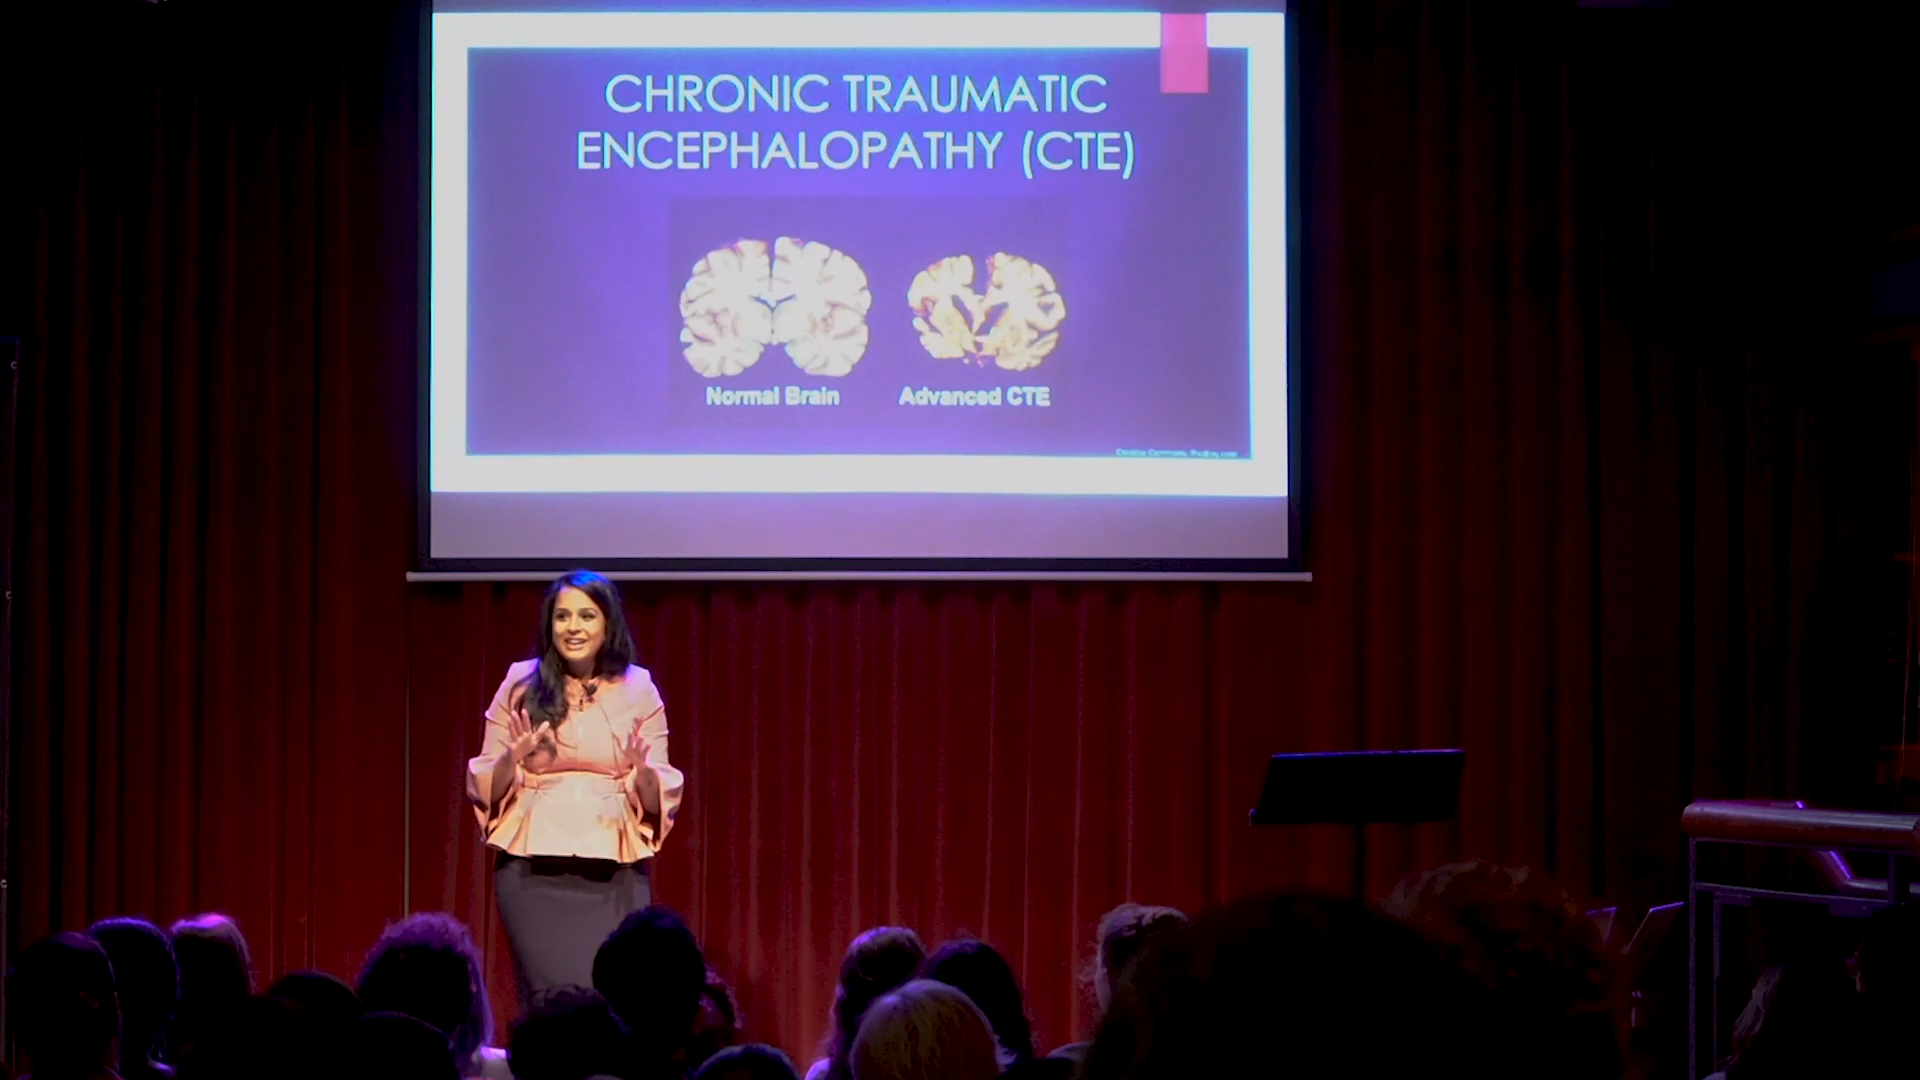 CHRONIC TRAUMATIC
ENCEPHALOPATHY (CTE)
Normal Brain
Advanced CTE